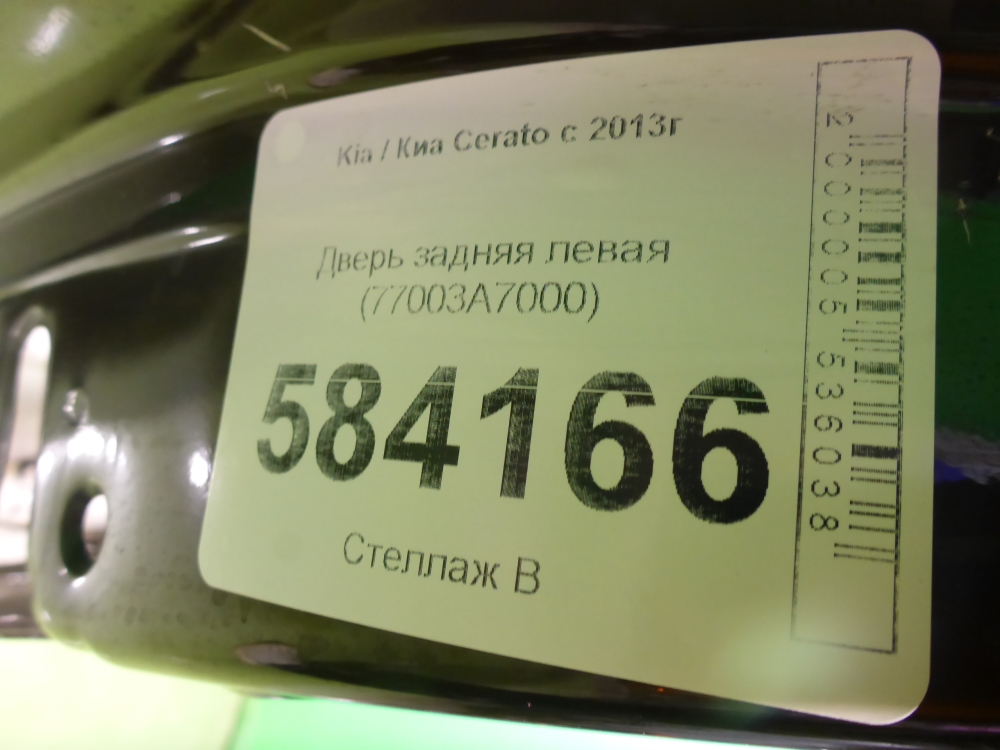 Kia / Киа Cerato с 2013г
Дверь задняя левая
(77003A7000)
584166
Стеллаж В
2000005536038